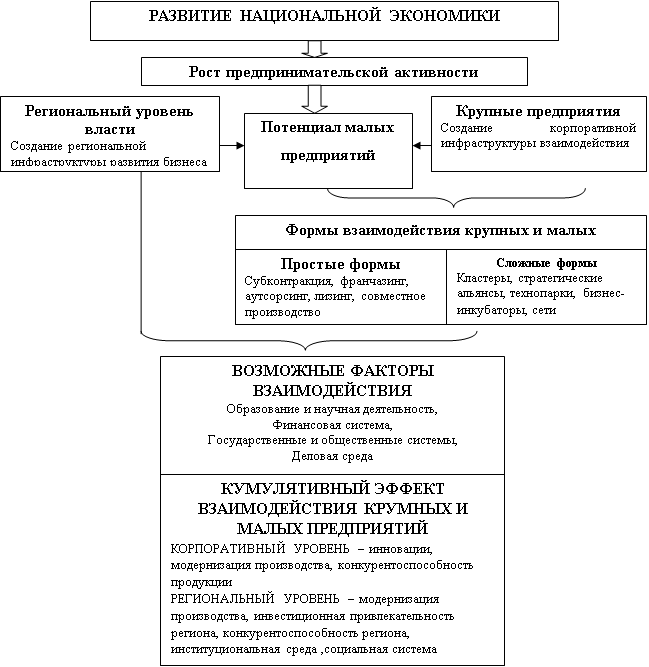 РАЗВИТИЕ НАЦИОНАЛЬНОЙ ЭКОНОМИКИ
Рост предпринимательской активности
Региональный уровень
власти
Создание региональной
инфраструктуры развития бизнеса
Потенциал малых
предприятий
Крупные предприятия
Создание корпоративной
инфраструктуры взаимодействия
Формы взаимодействия крупных и малых
Простые формы
Субконтракция, франчазинг,
аутсорсинг, лизинг, совместное
производство
Сложные формы
Кластеры, стратегические
альянсы, технопарки, бизнес-
инкубаторы, сети
ВОЗМОЖНЫЕ ФАКТОРЫ
ВЗАИМОДЕЙСТВИЯ
Образование и научная деятельность,
Финансовая система,
Государственные и общественные системы,
Деловая среда
КУМУЛЯТИВНЫЙ ЭФФЕКТ
ВЗАИМОДЕЙСТВИЯ КРУМНЫХ И
МАЛЫХ ПРЕДПРИЯТИЙ
КОРПОРАТИВНЫЙ УРОВЕНЬ – инновации,
модернизация производства, конкурентоспособность
продукции
РЕГИОНАЛЬНЫЙ УРОВЕНЬ – модернизация
производства, инвестиционная привлекательность
региона, конкурентоспособность региона,
институциональная среда ,социальная система